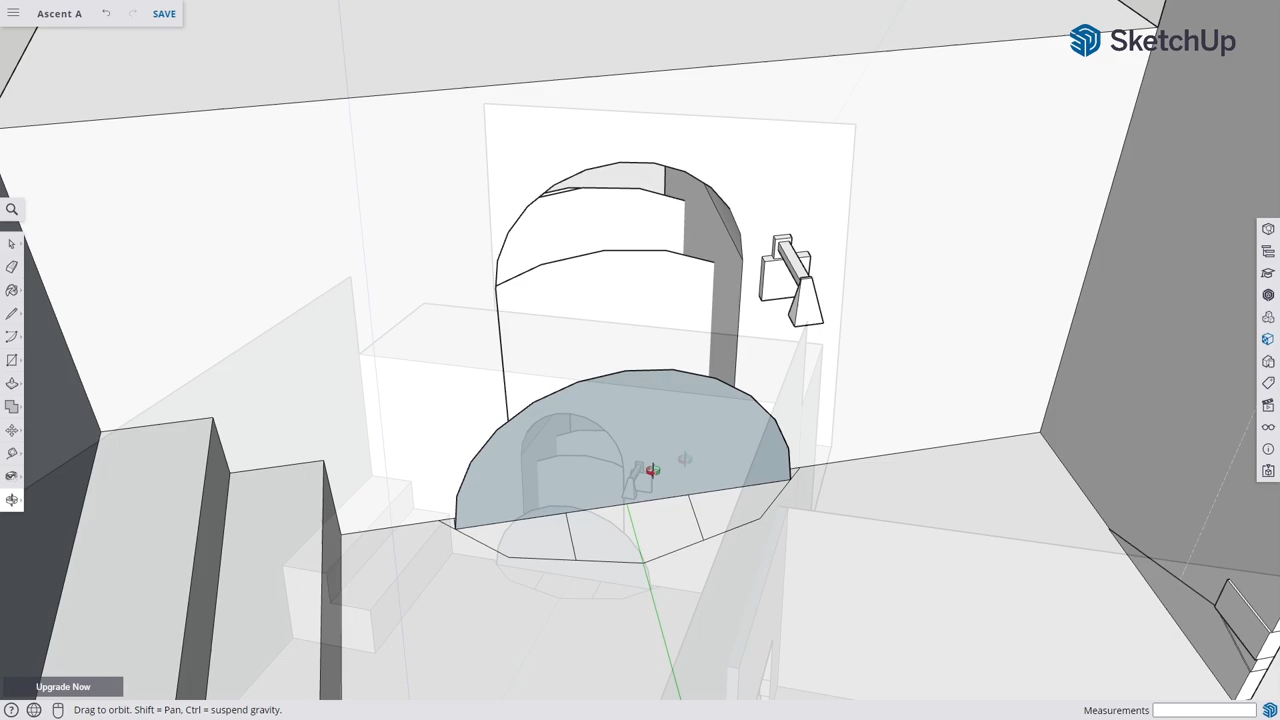 Ascent A
SAVE
SketchUp
Upgrade Now
Drag to orbit. Shift = Pan, Ctrl = suspend gravity.
Measurements